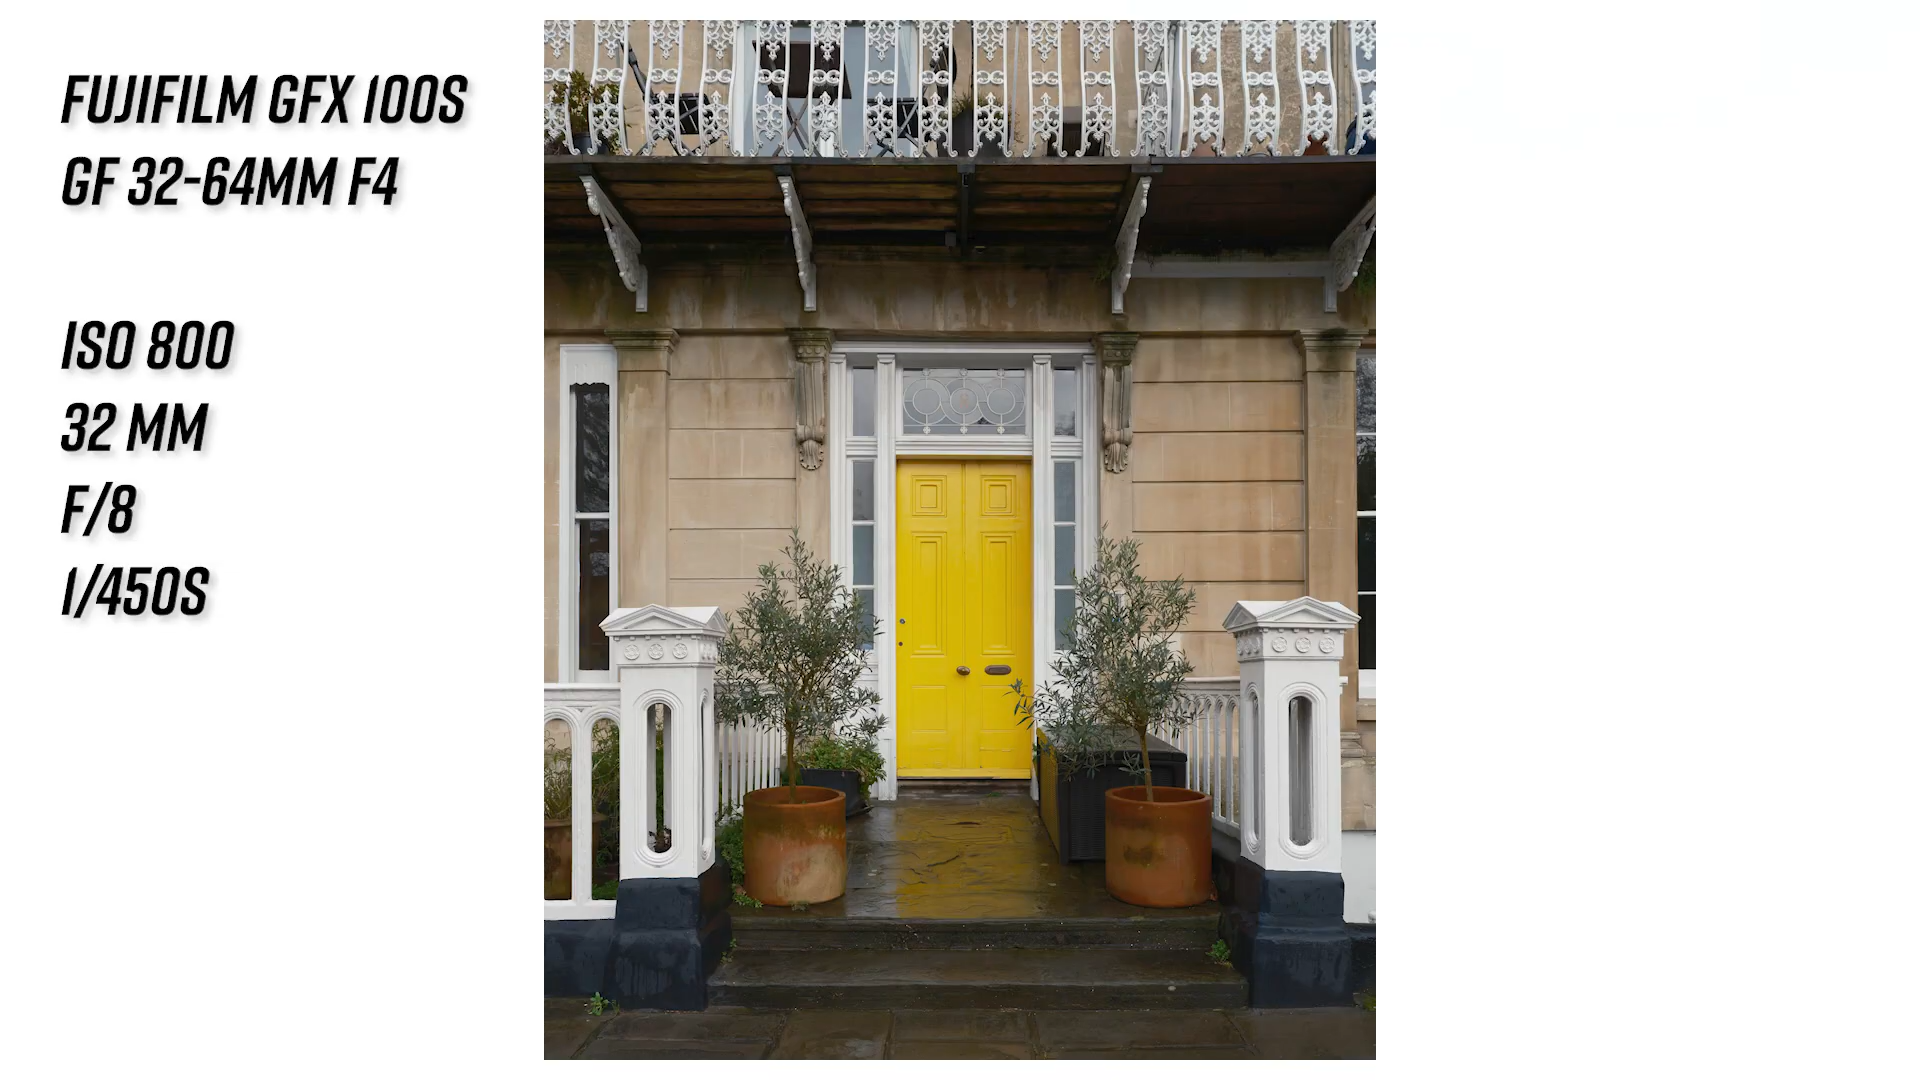 FUJIFILM GFX 100S
GF 32-64MM F4
ISO 800
32 MM
F/8
1/450S